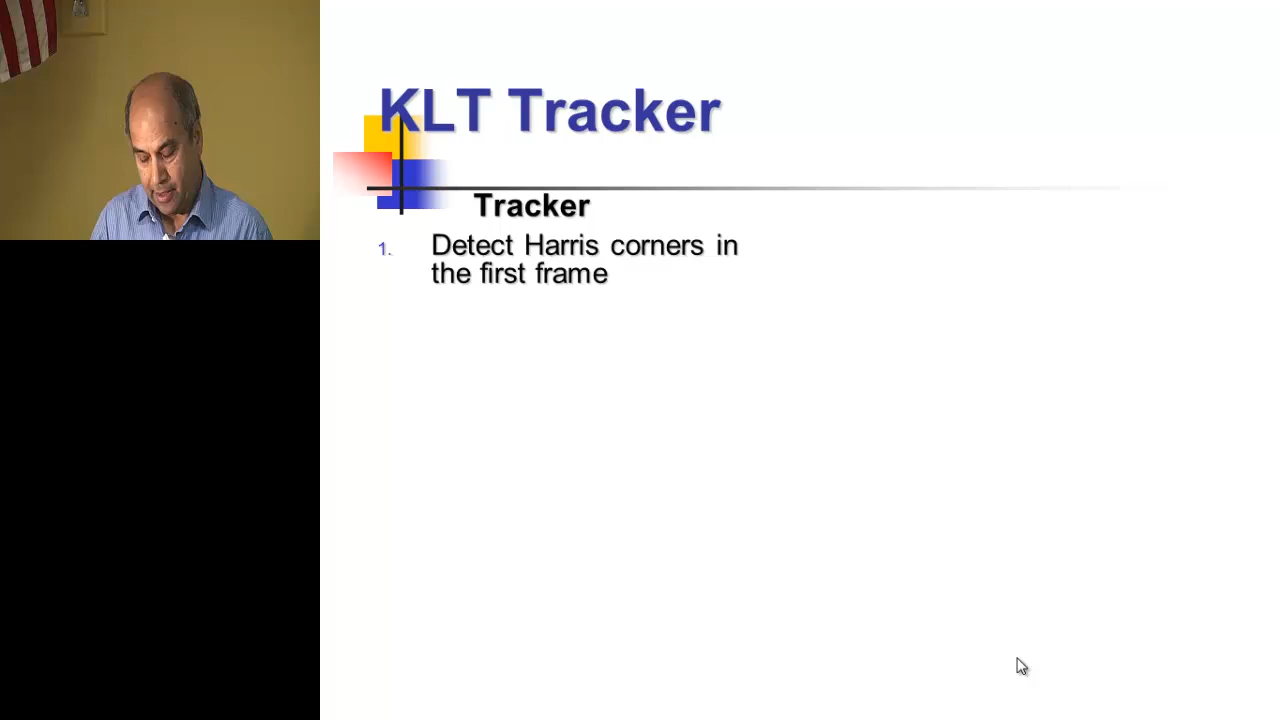 KLT Tracker
Tracker
1. Detect Harris corners in
the first frame